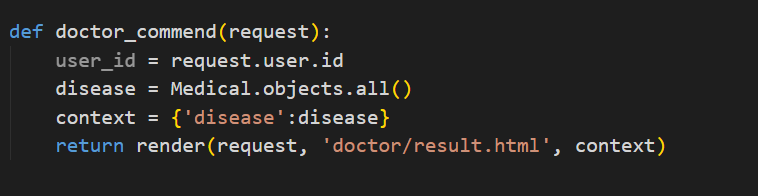 def doctor_commend(request):
    user_id = request.user.id
    disease = Medical.objects.all()
    context = {'disease':disease}
    return render(request, 'doctor/result.html', context)